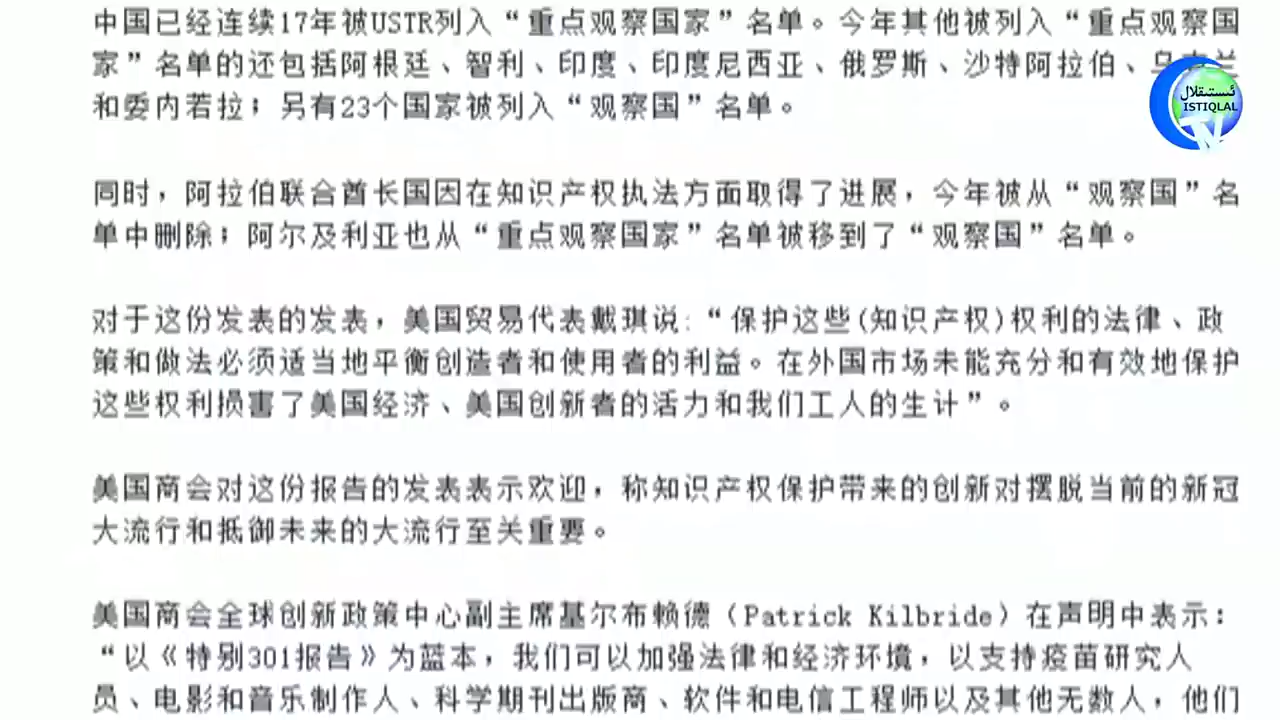 中国已经连续17年被USTR列入“重点观察国家”名单。今年其他被列入“重点观察国
家”名单的还包括阿根廷、智利、印度、印度尼西亚、俄罗斯、沙特阿拉伯、乌克兰
和委内若拉；另有23个国家被列入“观察国”名单。
同时，阿拉伯联合酋长国因在知识产权执法方面取得了进展，今年被从“观察国”名
单中删除；阿尔及利亚也从“重点观察国家”名单被移到了“观察国”名单。
对于这份发表的发表，美国贸易代表戴琪说：“保护这些(知识产权)权利的法律、政
策和做法必须适当地平衡创造者和使用者的利益。在外国市场未能充分和有效地保护
这些权利损害了美国经济、美国创新者的活力和我们工人的生计”。
美国商会对这份报告的发表表示欢迎，称知识产权保护带来的创新对摆脱当前的新冠
大流行和抵御未来的大流行至关重要。
美国商会全球创新政策中心副主席基尔布赖德（Patrick Kilbride）在声明中表示：
“以《特别301报告》为蓝本，我们可以加强法律和经济环境，以支持疫苗研究人
员、电影和音乐制作人、科学期刊出版商、软件和电信工程师以及其他无数人，他们
ئىستىقلال
ISTIQLAL
TV